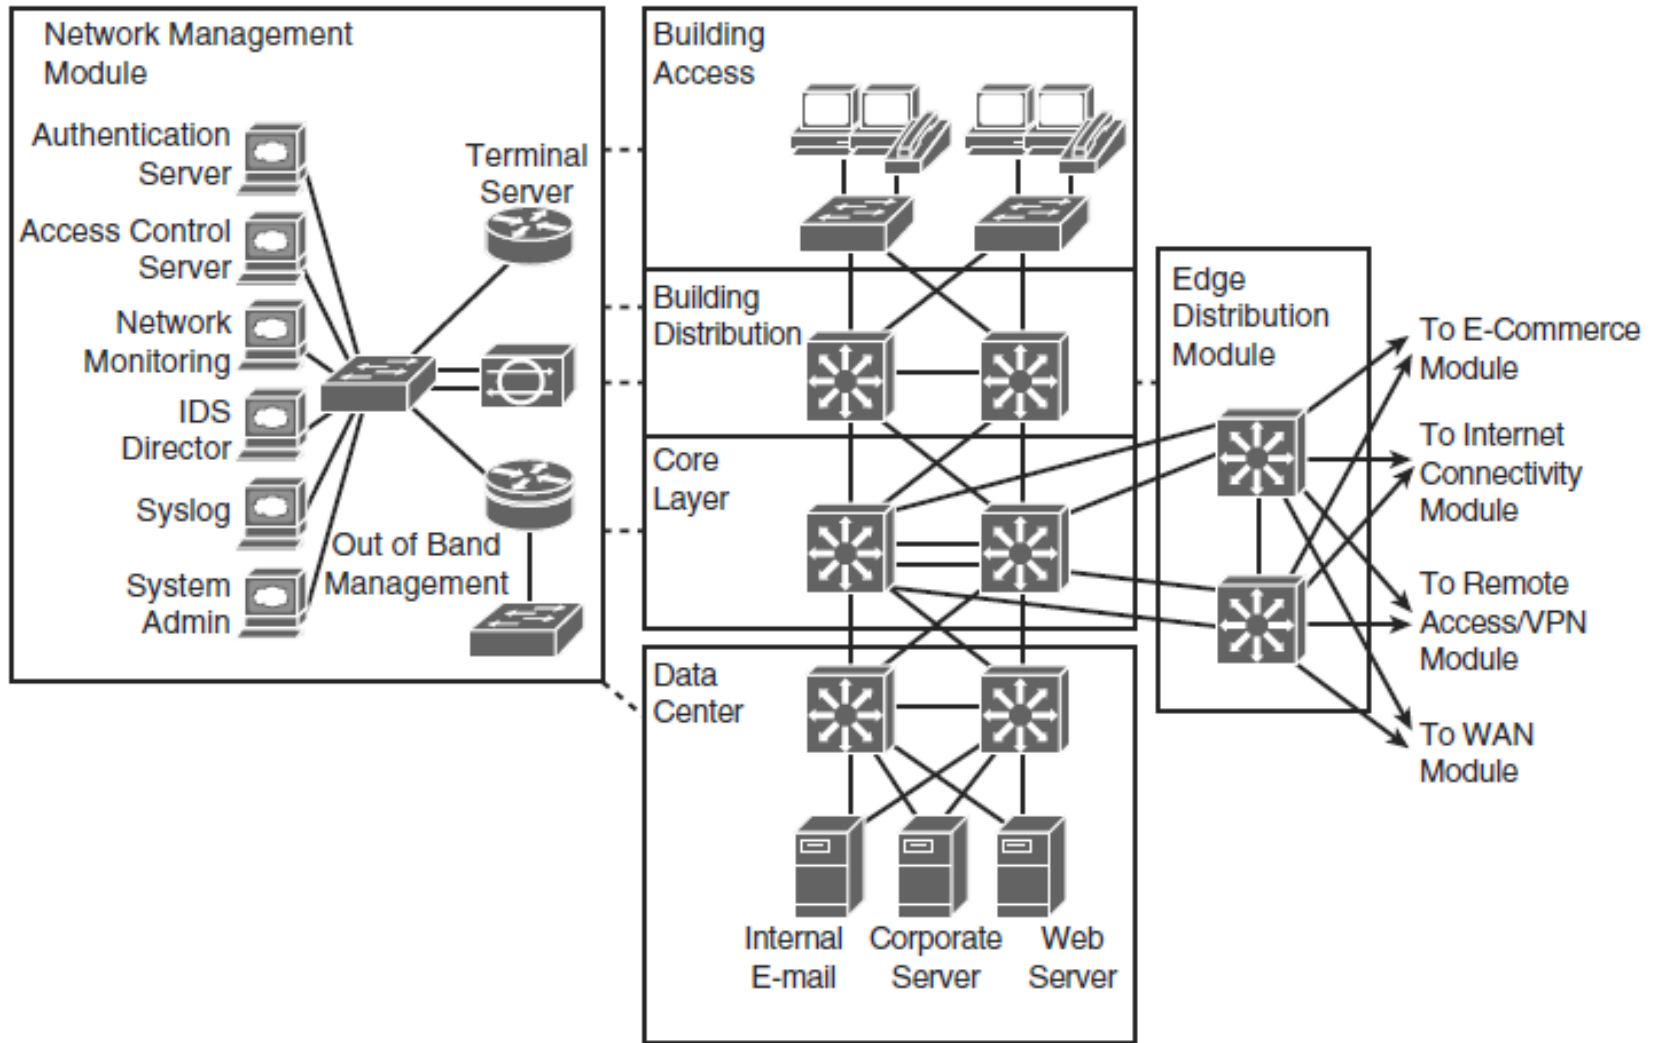 Network Management
Module
Authentication
Server
Access Control
Server
Network
Monitoring
IDS
Director
Syslog
System
Admin
Terminal
Server
Out of Band
Management
Building
Access
Building
Distribution
Core
Layer
Data
Center
Internal
E-mail
Corporate
Server
Web
Server
Edge
Distribution
Module
To E-Commerce
Module
To Internet
Connectivity
Module
To Remote
Access/VPN
Module
To WAN
Module